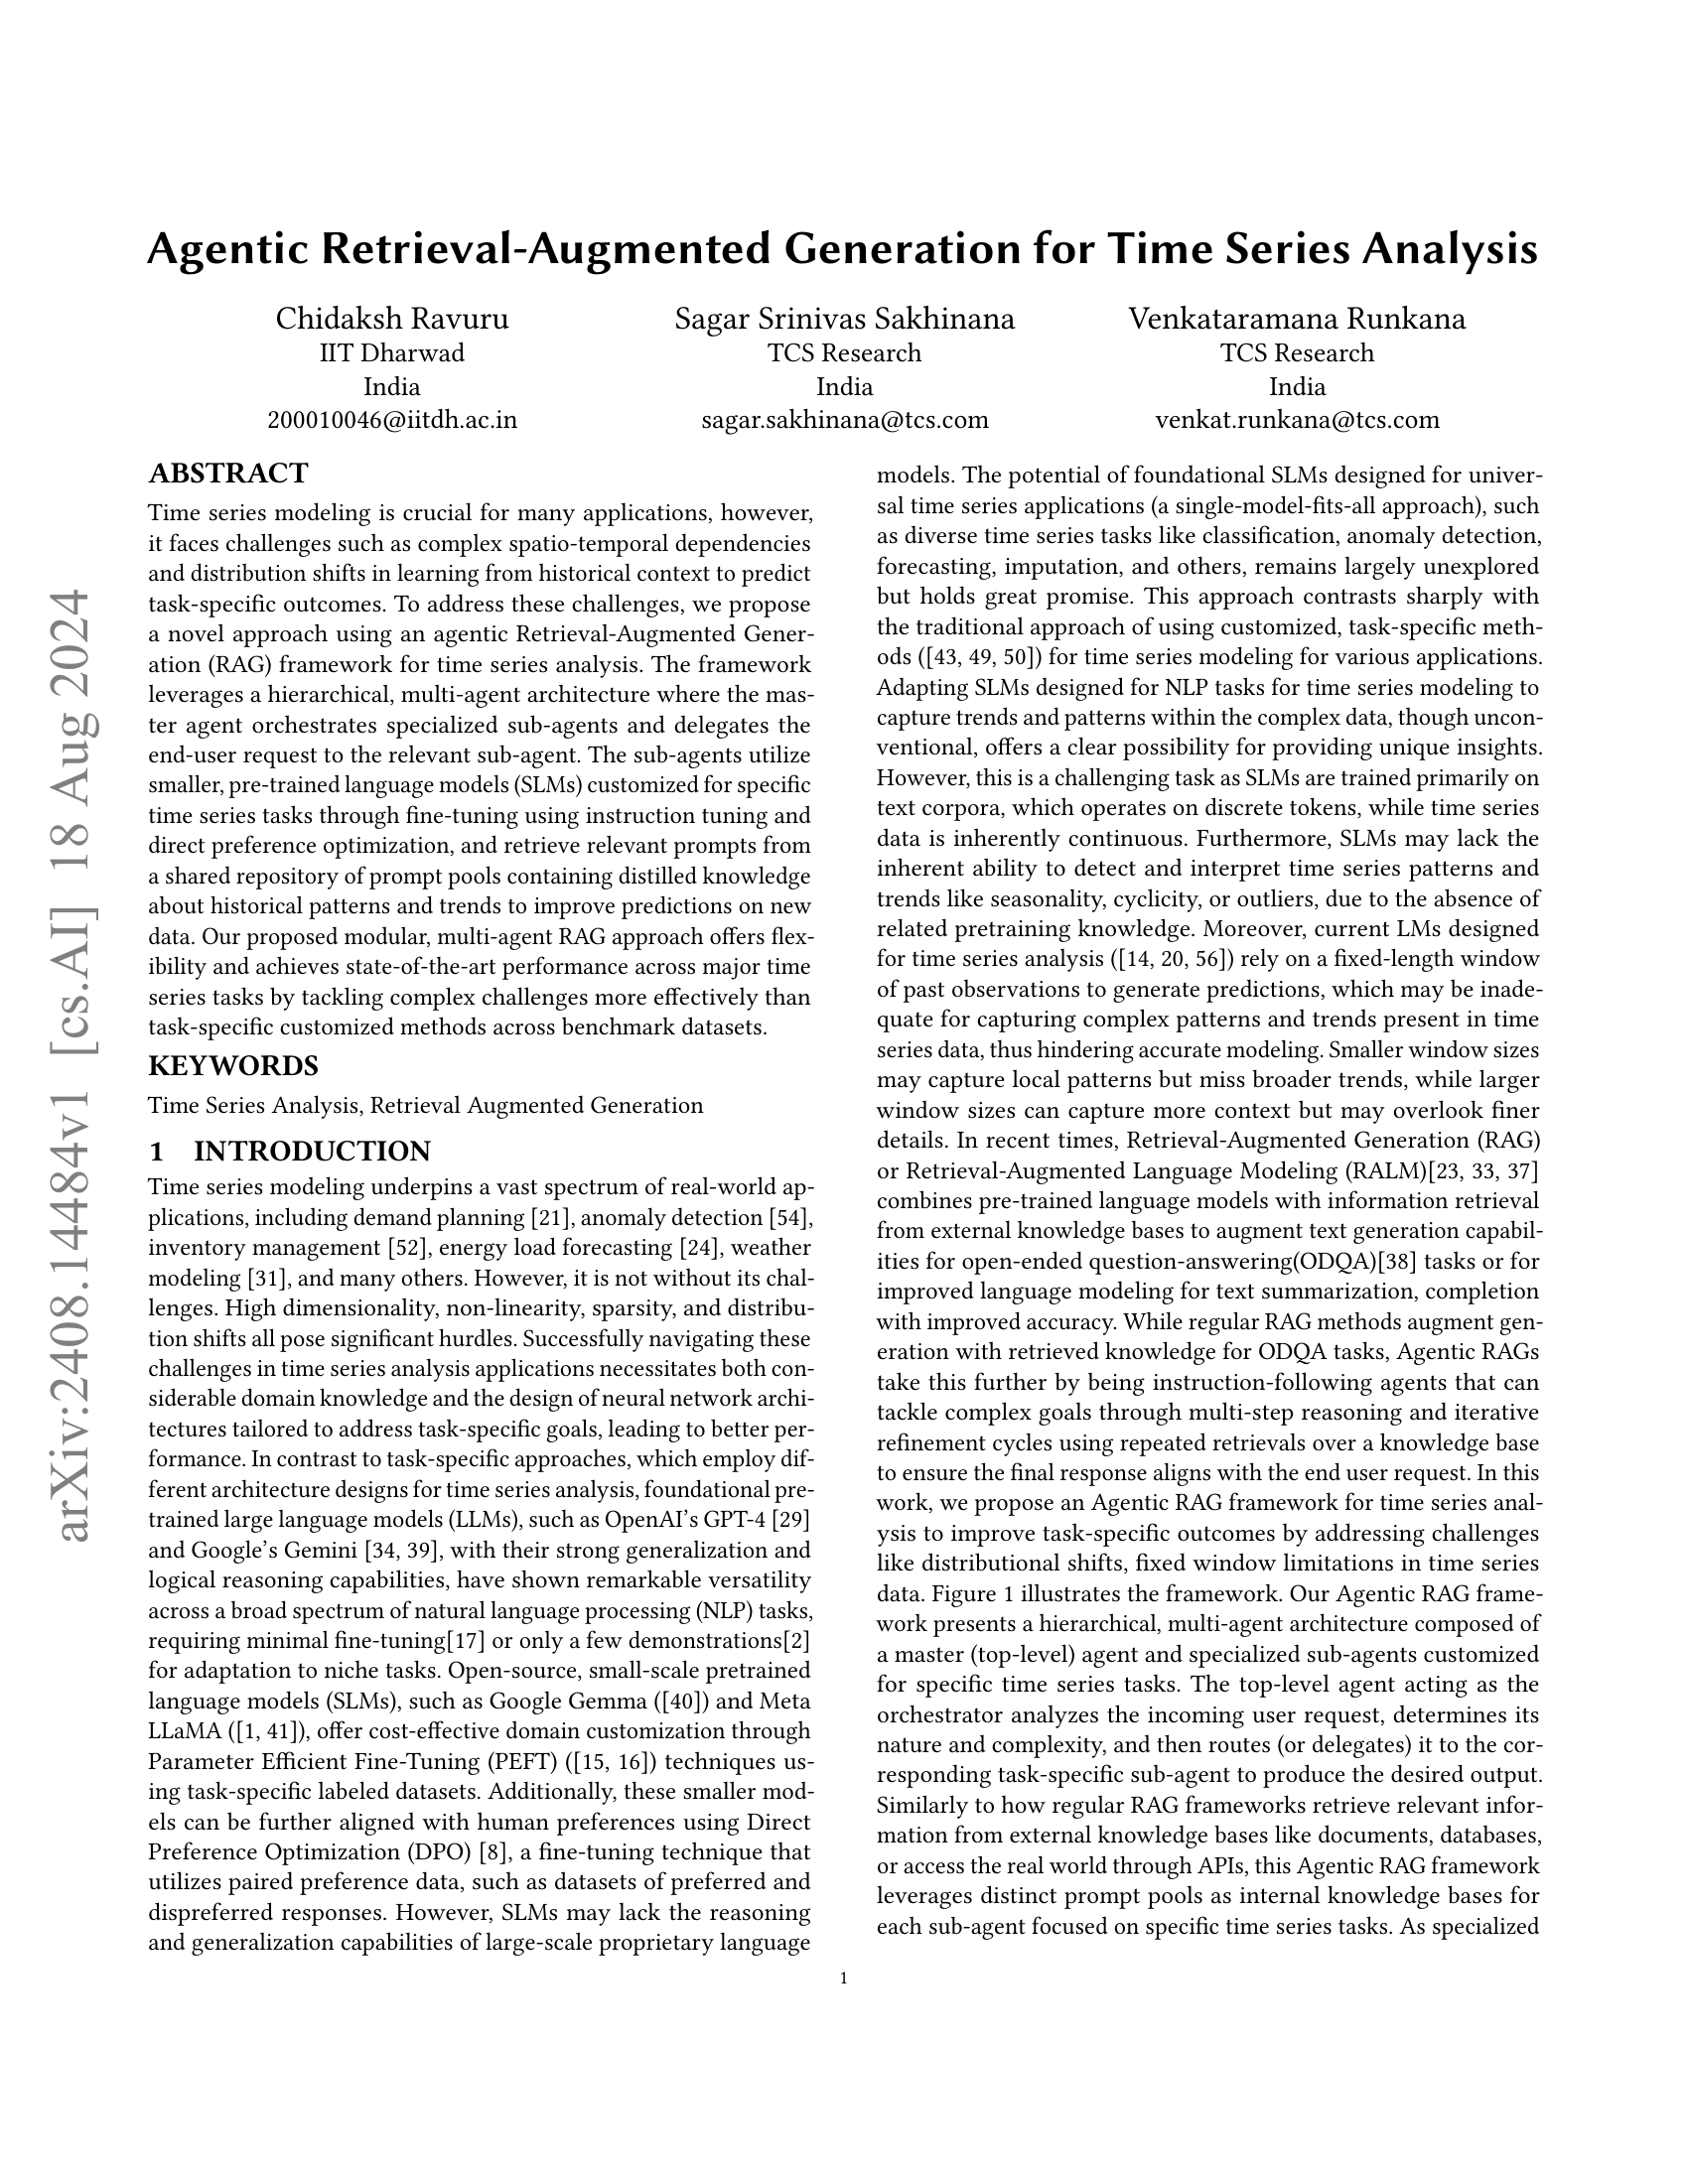 arXiv:2408.14484v1 [cs.AI] 18 Aug 2024
Agentic Retrieval-Augmented Generation for Time Series Analysis
Chidaksh Ravuru
IIT Dharwad
India
200010046@iitdh.ac.in
Sagar Srinivas Sakhinana
TCS Research
India
sagar.sakhinana@tcs.com
Venkataramana Runkana
TCS Research
India
venkat.runkana@tcs.com
ABSTRACT
Time series modeling is crucial for many applications, however,
it faces challenges such as complex spatio-temporal dependencies
and distribution shifts in learning from historical context to predict
task-specific outcomes. To address these challenges, we propose
a novel approach using an agentic Retrieval-Augmented Gener-
ation (RAG) framework for time series analysis. The framework
leverages a hierarchical, multi-agent architecture where the mas-
ter agent orchestrates specialized sub-agents and delegates the
end-user request to the relevant sub-agent. The sub-agents utilize
smaller, pre-trained language models (SLMs) customized for specific
time series tasks through fine-tuning using instruction tuning and
direct preference optimization, and retrieve relevant prompts from
a shared repository of prompt pools containing distilled knowledge
about historical patterns and trends to improve predictions on new
data. Our proposed modular, multi-agent RAG approach offers flex-
ibility and achieves state-of-the-art performance across major time
series tasks by tackling complex challenges more effectively than
task-specific customized methods across benchmark datasets.
KEYWORDS
Time Series Analysis, Retrieval Augmented Generation
1 INTRODUCTION
Time series modeling underpins a vast spectrum of real-world ap-
plications, including demand planning [21], anomaly detection [54],
inventory management [52], energy load forecasting [24], weather
modeling [31], and many others. However, it is not without its chal-
lenges. High dimensionality, non-linearity, sparsity, and distribu-
tion shifts all pose significant hurdles. Successfully navigating these
challenges in time series analysis applications necessitates both con-
siderable domain knowledge and the design of neural network archi-
tectures tailored to address task-specific goals, leading to better per-
formance. In contrast to task-specific approaches, which employ dif-
ferent architecture designs for time series analysis, foundational pre-
trained large language models (LLMs), such as OpenAI's GPT-4 [29]
and Google's Gemini [34, 39], with their strong generalization and
logical reasoning capabilities, have shown remarkable versatility
across a broad spectrum of natural language processing (NLP) tasks,
requiring minimal fine-tuning[17] or only a few demonstrations[2]
for adaptation to niche tasks. Open-source, small-scale pretrained
language models (SLMs), such as Google Gemma ([40]) and Meta
LLaMA ([1, 41]), offer cost-effective domain customization through
Parameter Efficient Fine-Tuning (PEFT) ([15, 16]) techniques us-
ing task-specific labeled datasets. Additionally, these smaller mod-
els can be further aligned with human preferences using Direct
Preference Optimization (DPO) [8], a fine-tuning technique that
utilizes paired preference data, such as datasets of preferred and
dispreferred responses. However, SLMs may lack the reasoning
and generalization capabilities of large-scale proprietary language
models. The potential of foundational SLMs designed for univer-
sal time series applications (a single-model-fits-all approach), such
as diverse time series tasks like classification, anomaly detection,
forecasting, imputation, and others, remains largely unexplored
but holds great promise. This approach contrasts sharply with
the traditional approach of using customized, task-specific meth-
ods ([43, 49, 50]) for time series modeling for various applications.
Adapting SLMs designed for NLP tasks for time series modeling to
capture trends and patterns within the complex data, though uncon-
ventional, offers a clear possibility for providing unique insights.
However, this is a challenging task as SLMs are trained primarily on
text corpora, which operates on discrete tokens, while time series
data is inherently continuous. Furthermore, SLMs may lack the
inherent ability to detect and interpret time series patterns and
trends like seasonality, cyclicity, or outliers, due to the absence of
related pretraining knowledge. Moreover, current LMs designed
for time series analysis ([14, 20, 56]) rely on a fixed-length window
of past observations to generate predictions, which may be inade-
quate for capturing complex patterns and trends present in time
series data, thus hindering accurate modeling. Smaller window sizes
may capture local patterns but miss broader trends, while larger
window sizes can capture more context but may overlook finer
details. In recent times, Retrieval-Augmented Generation (RAG)
or Retrieval-Augmented Language Modeling (RALM)[23, 33, 37]
combines pre-trained language models with information retrieval
from external knowledge bases to augment text generation capabil-
ities for open-ended question-answering(ODQA)[38] tasks or for
improved language modeling for text summarization, completion
with improved accuracy. While regular RAG methods augment gen-
eration with retrieved knowledge for ODQA tasks, Agentic RAGs
take this further by being instruction-following agents that can
tackle complex goals through multi-step reasoning and iterative
refinement cycles using repeated retrievals over a knowledge base
to ensure the final response aligns with the end user request. In this
work, we propose an Agentic RAG framework for time series anal-
ysis to improve task-specific outcomes by addressing challenges
like distributional shifts, fixed window limitations in time series
data. Figure 1 illustrates the framework. Our Agentic RAG frame-
work presents a hierarchical, multi-agent architecture composed of
a master (top-level) agent and specialized sub-agents customized
for specific time series tasks. The top-level agent acting as the
orchestrator analyzes the incoming user request, determines its
nature and complexity, and then routes (or delegates) it to the cor-
responding task-specific sub-agent to produce the desired output.
Similarly to how regular RAG frameworks retrieve relevant infor-
mation from external knowledge bases like documents, databases,
or access the real world through APIs, this Agentic RAG framework
leverages distinct prompt pools as internal knowledge bases for
each sub-agent focused on specific time series tasks. As specialized
1